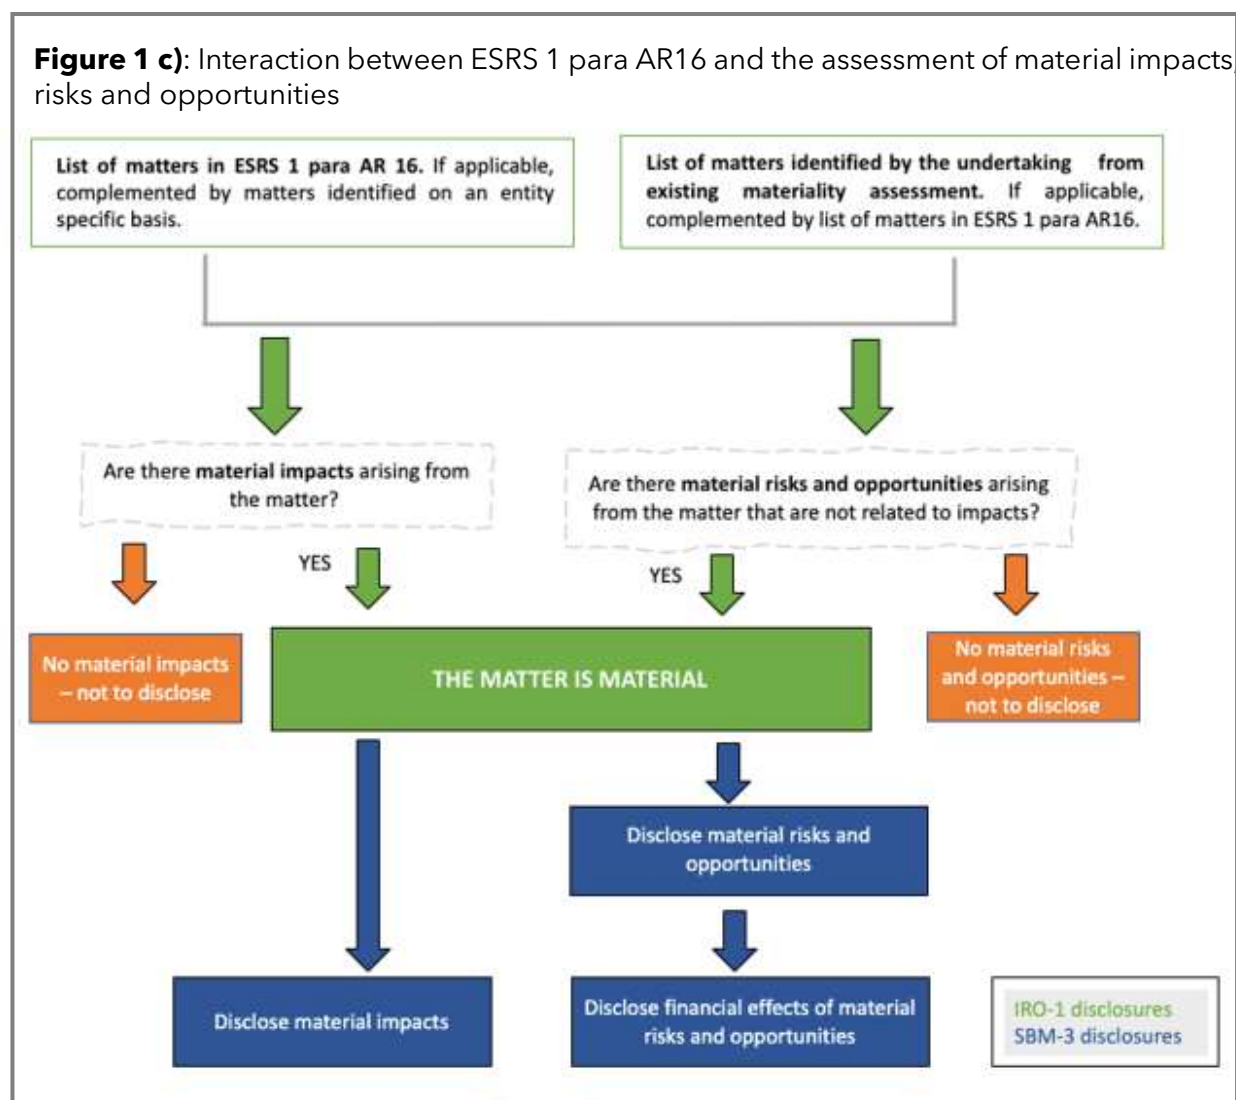 Figure 1 c): Interaction between ESRS 1 para AR16 and the assessment of material impacts,
risks and opportunities
List of matters in ESRS 1 para AR 16. If applicable,
complemented by matters identified on an entity
specific basis.
List of matters identified by the undertaking from
existing materiality assessment. If applicable,
complemented by list of matters in ESRS 1 para AR16.
Are there material impacts arising from
the matter?
Are there material risks and opportunities arising
from the matter that are not related to impacts?
YES
YES
No material impacts
– not to disclose
THE MATTER IS MATERIAL
No material risks
and opportunities –
not to disclose
Disclose material risks and
opportunities
Disclose material impacts
Disclose financial effects of material
risks and opportunities
IRO-1 disclosures
SBM-3 disclosures